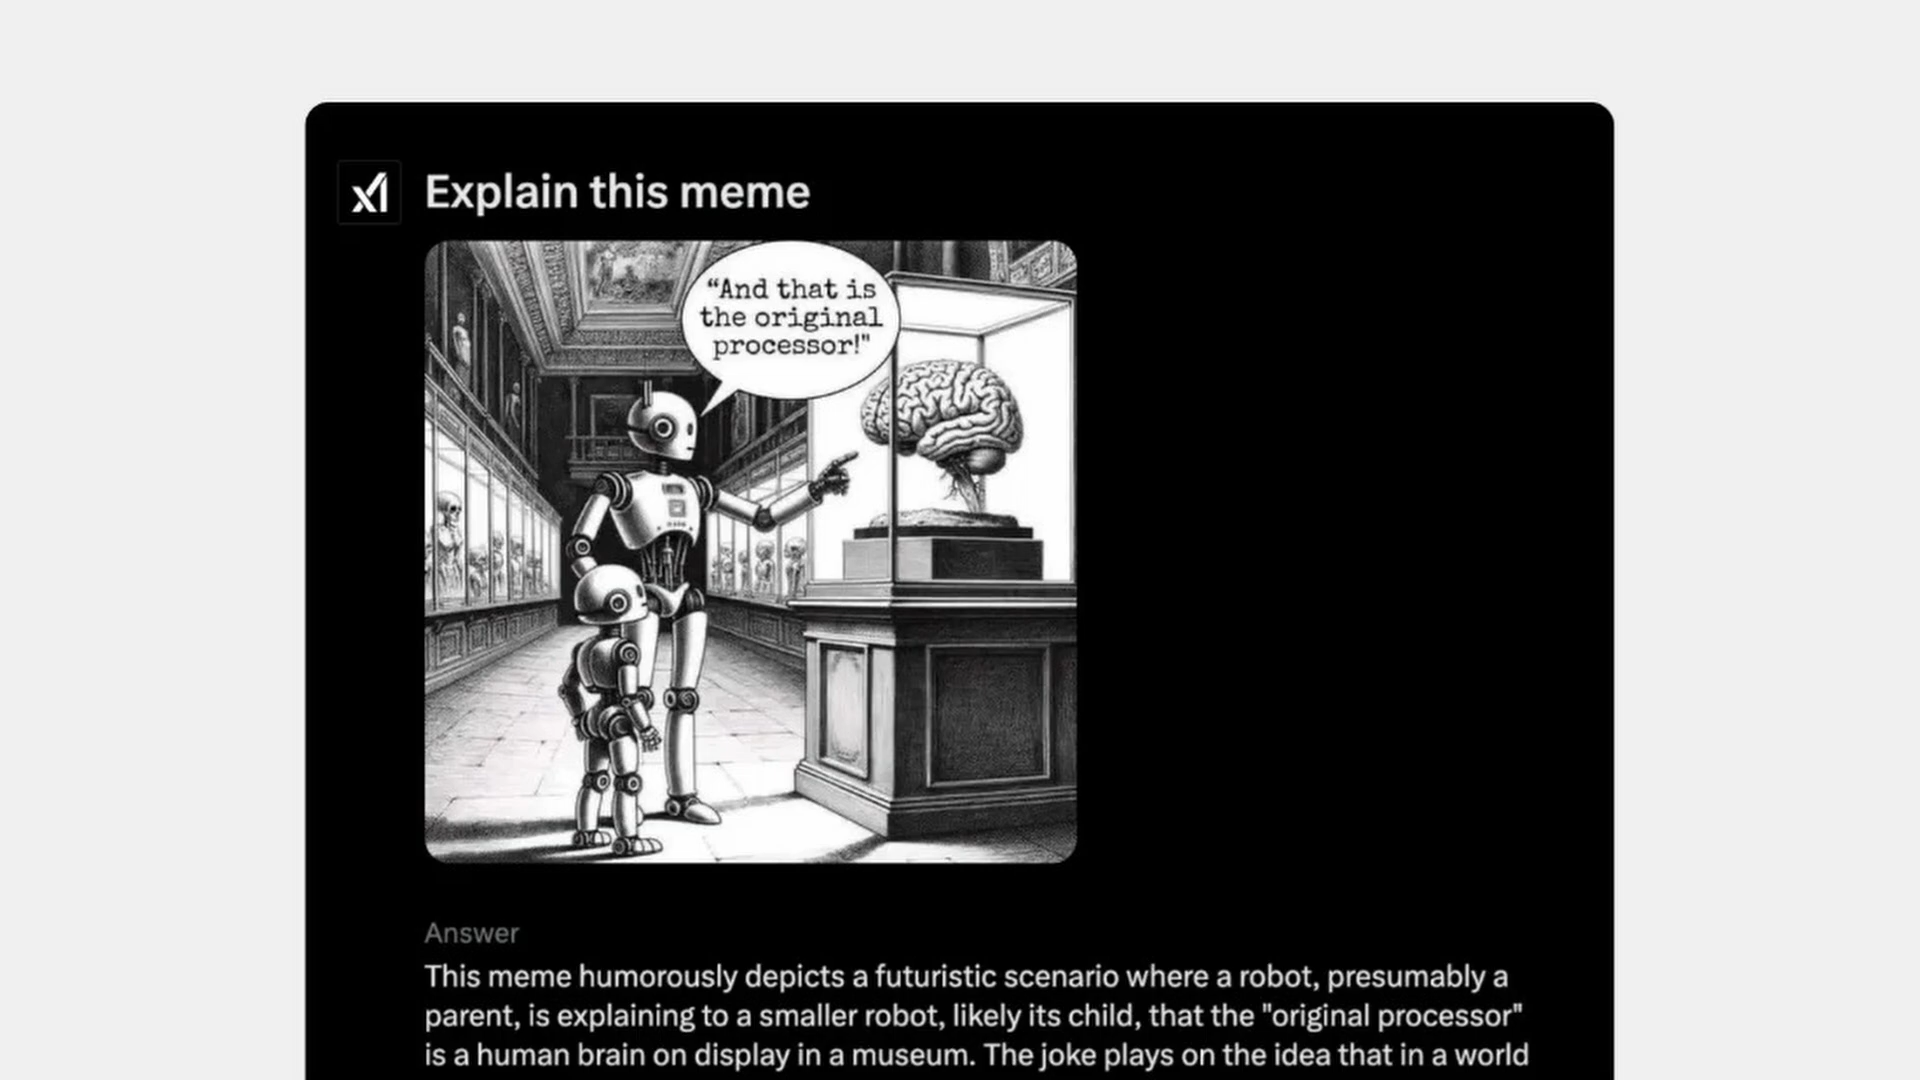 xI
Explain this meme
“And that is
the original
processor!"
Answer
This meme humorously depicts a futuristic scenario where a robot, presumably a
parent, is explaining to a smaller robot, likely its child, that the "original processor"
is a human brain on display in a museum. The joke plays on the idea that in a world